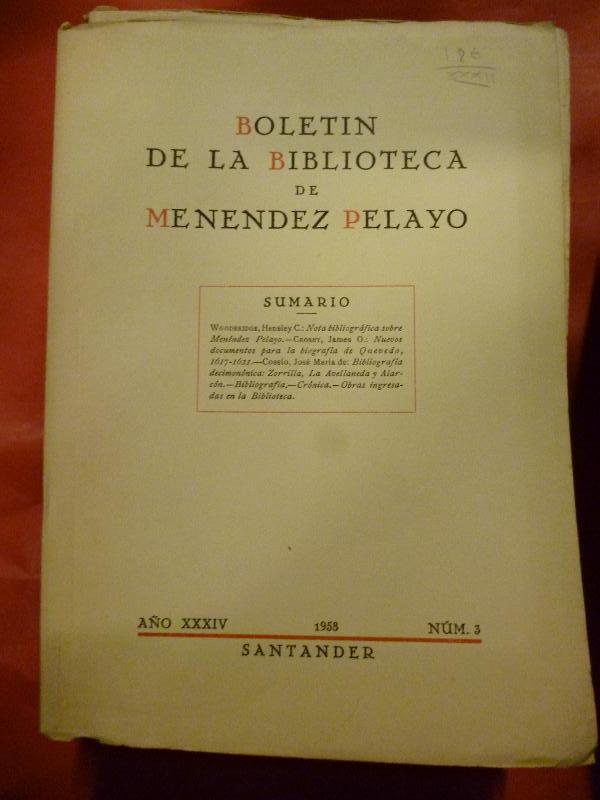 BOLETIN
DE LA BIBLIOTECA
DE
MENENDEZ PELAYO
SUMARIO
WOODBRIDGE, Hensley C.: Nota bibliográfica sobre
Menéndez Pelayo.—CROSBY, James O.: Nuevos
documentos para la biografía de Quevedo,
1617-1621.—COSSÍO, José María de: Bibliografía
decimonónica: Zorrilla, La Avellaneda y Alar-
cón.—Bibliografía.—Crónica.—Obras ingresa-
das en la Biblioteca.
AÑO XXXIV 1958 NÚM. 3
SANTANDER